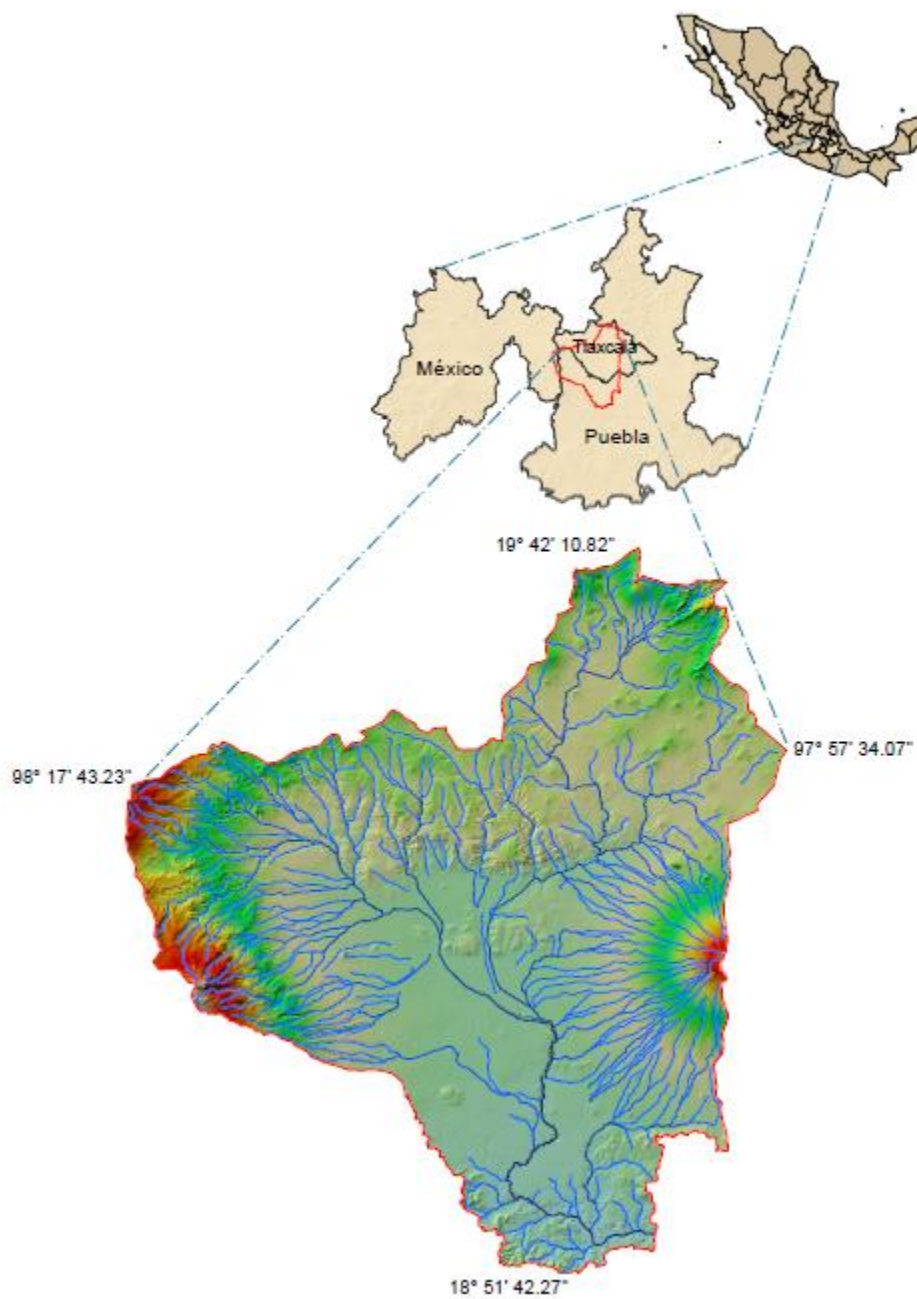 Tlaxcala
México
Puebla
19° 42' 10.82"
97° 57' 34.07"
98° 17' 43.23"
18° 51' 42.27"